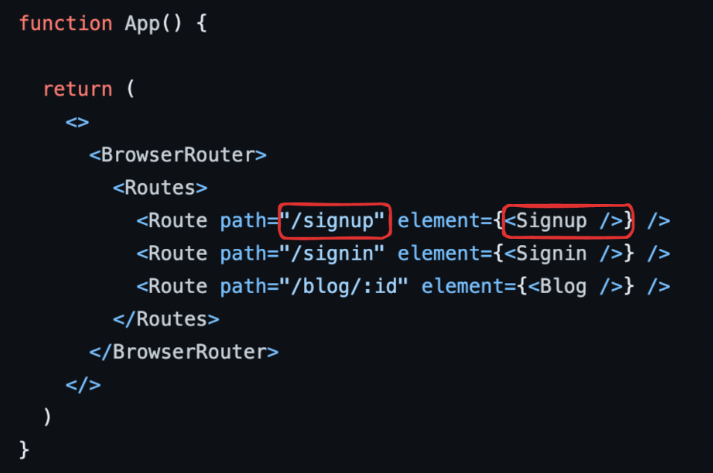 function App() {
return (
<>
<BrowserRouter>
<Routes>
<Route path="/signup" element={<Signup />} />
<Route path="/signin" element={<Signin />} />
<Route path="/blog/:id" element={<Blog />} />
</Routes>
</BrowserRouter>
</>
)
}